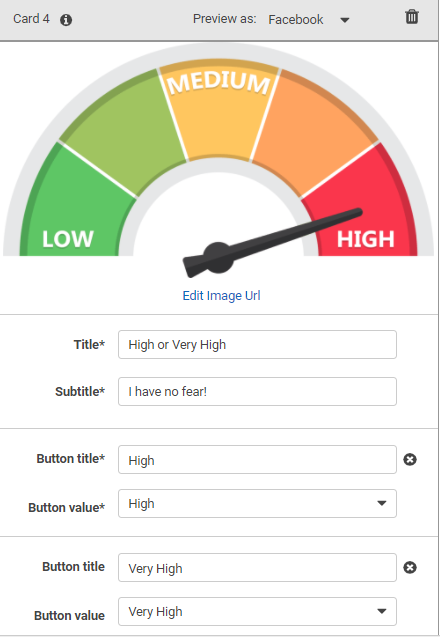 Card 4 Preview as: Facebook
MEDIUM
LOW HIGH
Edit Image Url
Title* High or Very High
Subtitle* I have no fear!
Button title* High
Button value* High
Button title Very High
Button value Very High